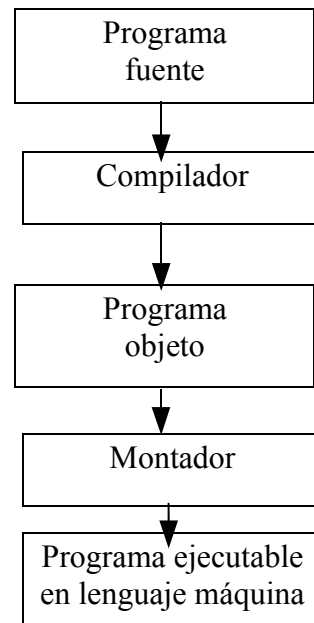 Programa
fuente
Compilador
Programa
objeto
Montador
Programa ejecutable
en lenguaje máquina